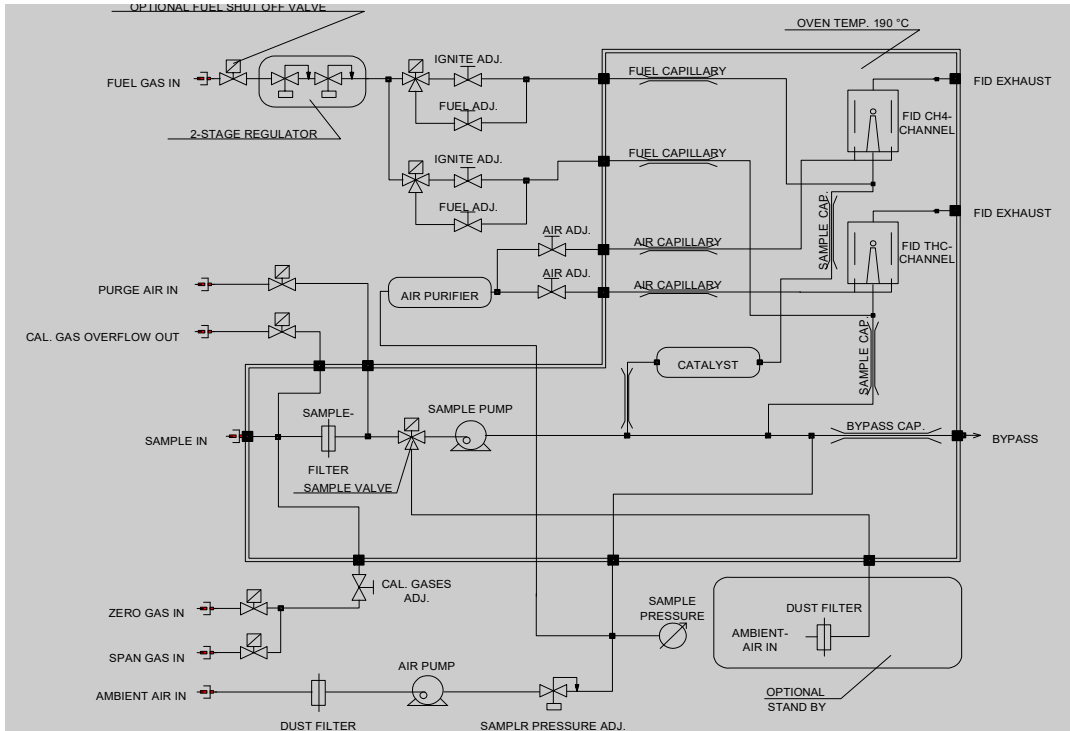 OPTIONAL FUEL SHUT OFF VALVE
OVEN TEMP. 190 °C
FUEL GAS IN
IGNITE ADJ.
FUEL CAPILLARY
FID EXHAUST
FUEL ADJ.
FID CH4-
CHANNEL
2-STAGE REGULATOR
IGNITE ADJ.
FUEL CAPILLARY
FUEL ADJ.
SAMPLE CAP.
FID EXHAUST
AIR ADJ.
AIR CAPILLARY
FID THC-
CHANNEL
AIR ADJ.
AIR CAPILLARY
PURGE AIR IN
AIR PURIFIER
CAL. GAS OVERFLOW OUT
CATALYST
SAMPLE CAP.
SAMPLE-
FILTER
SAMPLE PUMP
SAMPLE IN
BYPASS CAP.
BYPASS
SAMPLE VALVE
CAL. GASES
ADJ.
ZERO GAS IN
SPAN GAS IN
SAMPLE
PRESSURE
DUST FILTER
AMBIENT-
AIR IN
AMBIENT AIR IN
AIR PUMP
OPTIONAL
STAND BY
DUST FILTER
SAMPLR PRESSURE ADJ.